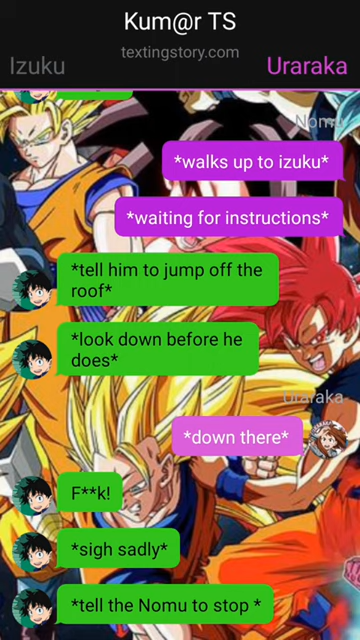 Kum@r TS
textingstory.com
Izuku
Uraraka
Nomu
*walks up to izuku*
*waiting for instructions*
*tell him to jump off the
roof*
*look down before he
does*
Uraraka
*down there*
F**k!
*sigh sadly*
*tell the Nomu to stop *